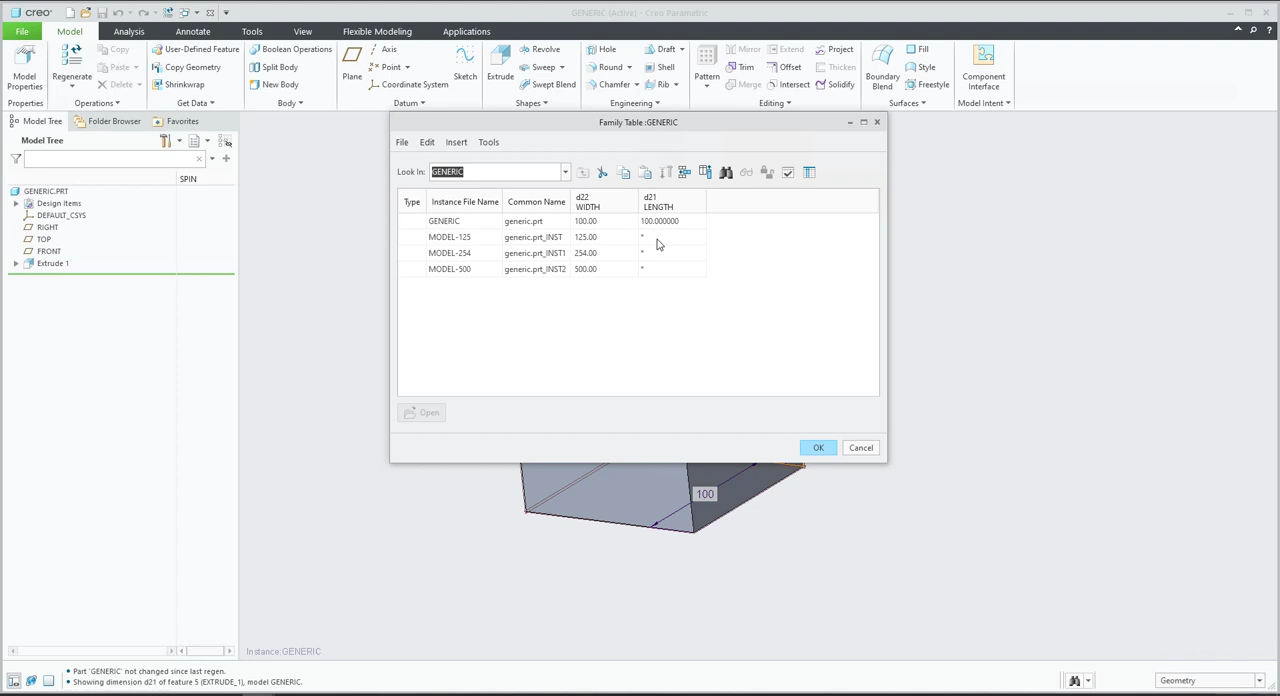 creo
GENERIC (Active) - Creo Parametric
File
Model
Analysis
Annotate
Tools
View
Flexible Modeling
Applications
Model Properties
Properties
Regenerate
Copy
Paste
Delete
Operations
User-Defined Feature
Copy Geometry
Shrinkwrap
Get Data
Boolean Operations
Split Body
New Body
Body
Plane
Axis
Point
Coordinate System
Sketch
Datum
Extrude
Revolve
Sweep
Swept Blend
Shapes
Hole
Round
Chamfer
Draft
Shell
Rib
Engineering
Pattern
Mirror
Trim
Merge
Extend
Offset
Intersect
Project
Thicken
Solidify
Editing
Boundary Blend
Fill
Style
Freestyle
Surfaces
Component Interface
Model Intent
Model Tree
Folder Browser
Favorites
Model Tree
SPIN
GENERIC.PRT
Design Items
DEFAULT_CSYS
RIGHT
TOP
FRONT
Extrude 1
Family Table :GENERIC
File Edit Insert Tools
Look In: GENERIC
Type Instance File Name Common Name d22 WIDTH d21 LENGTH
GENERIC generic.prt 100.00 100.000000
MODEL-125 generic.prt_INST 125.00 *
MODEL-254 generic.prt_INST1 254.00 *
MODEL-500 generic.prt_INST2 500.00 *
Open
OK
Cancel
100
Instance:GENERIC
• Part 'GENERIC' not changed since last regen.
• Showing dimension d21 of feature 5 (EXTRUDE_1), model GENERIC.
Geometry